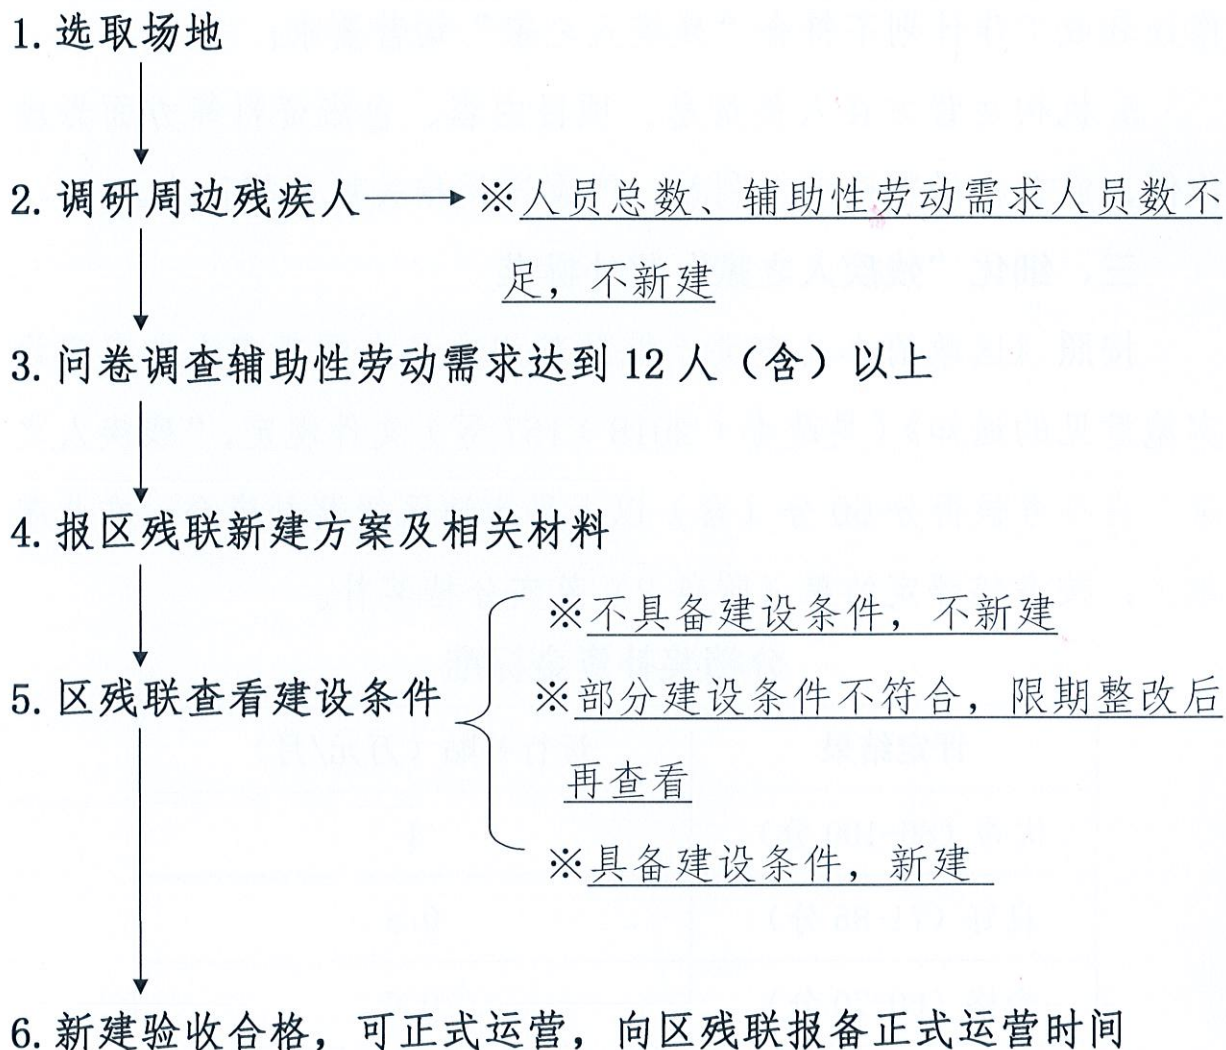 1. 选取场地
2. 调研周边残疾人 ※人员总数、辅助性劳动需求人员数不
足，不新建
3. 问卷调查辅助性劳动需求达到 12 人（含）以上
4. 报区残联新建方案及相关材料
※不具备建设条件，不新建
5. 区残联查看建设条件 ※部分建设条件不符合，限期整改后
再查看
※具备建设条件，新建
6. 新建验收合格，可正式运营，向区残联报备正式运营时间